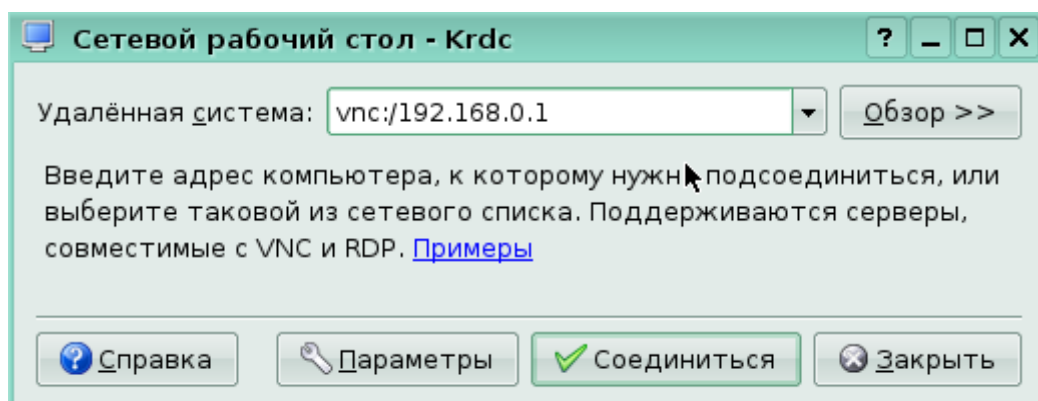 Сетевой рабочий стол - Krdc
Удалённая система: vnc:/192.168.0.1 Обзор >>
Введите адрес компьютера, к которому нужн подсоединиться, или
выберите таковой из сетевого списка. Поддерживаются серверы,
совместимые с VNC и RDP. Примеры
Справка Параметры Соединиться Закрыть